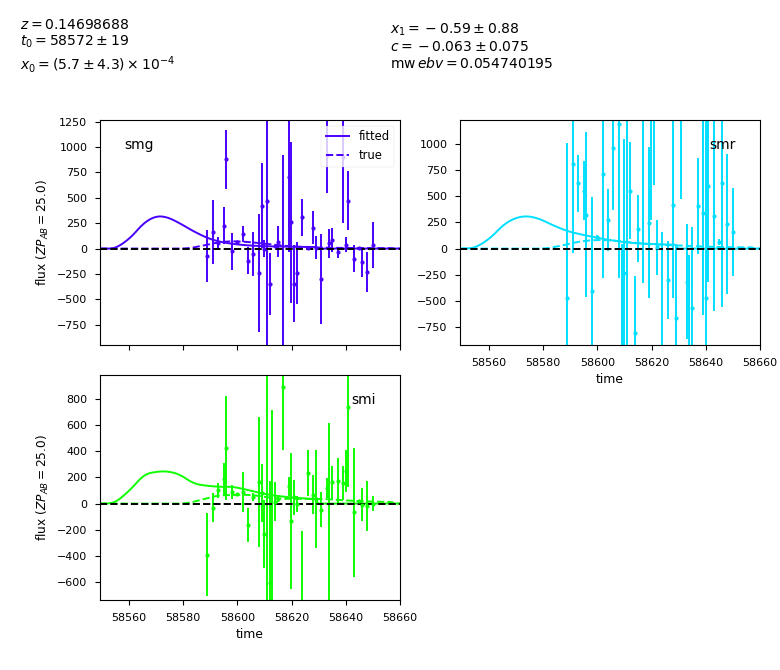 z = 0.14698688
t₀ = 58572 ± 19
x₀ = (5.7 ± 4.3) × 10⁻⁴
x₁ = −0.59 ± 0.88
c = −0.063 ± 0.075
mw ebv = 0.054740195
smg
fitted
true
1250
1000
750
500
250
0
−250
−500
−750
flux (ZP_AB = 25.0)
smr
1000
750
500
250
0
−250
−500
−750
58560 58580 58600 58620 58640 58660
time
smi
800
600
400
200
0
−200
−400
−600
flux (ZP_AB = 25.0)
58560 58580 58600 58620 58640 58660
time